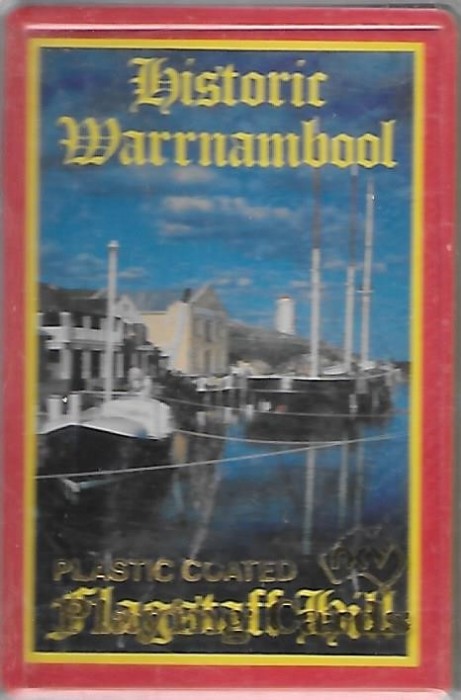 Historic
Warrnambool
PLASTIC COATED
Flagstaff Hill